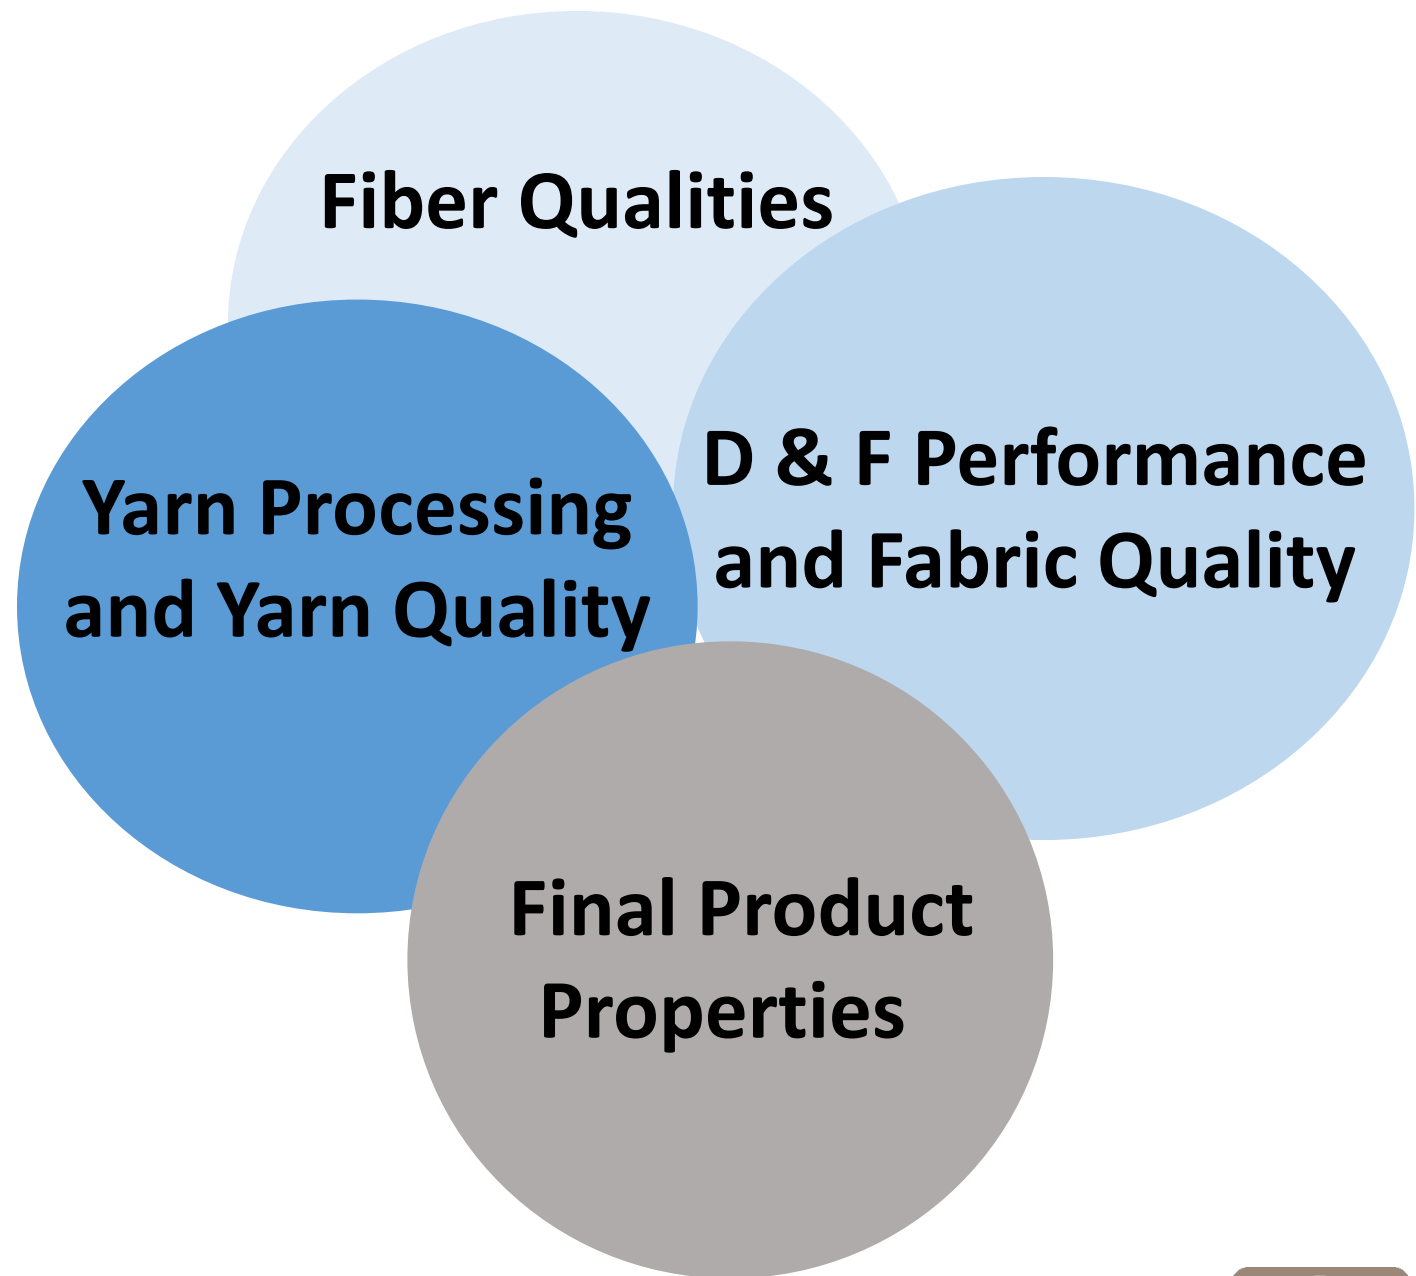 Fiber Qualities
D & F Performance
and Fabric Quality
Yarn Processing
and Yarn Quality
Final Product
Properties